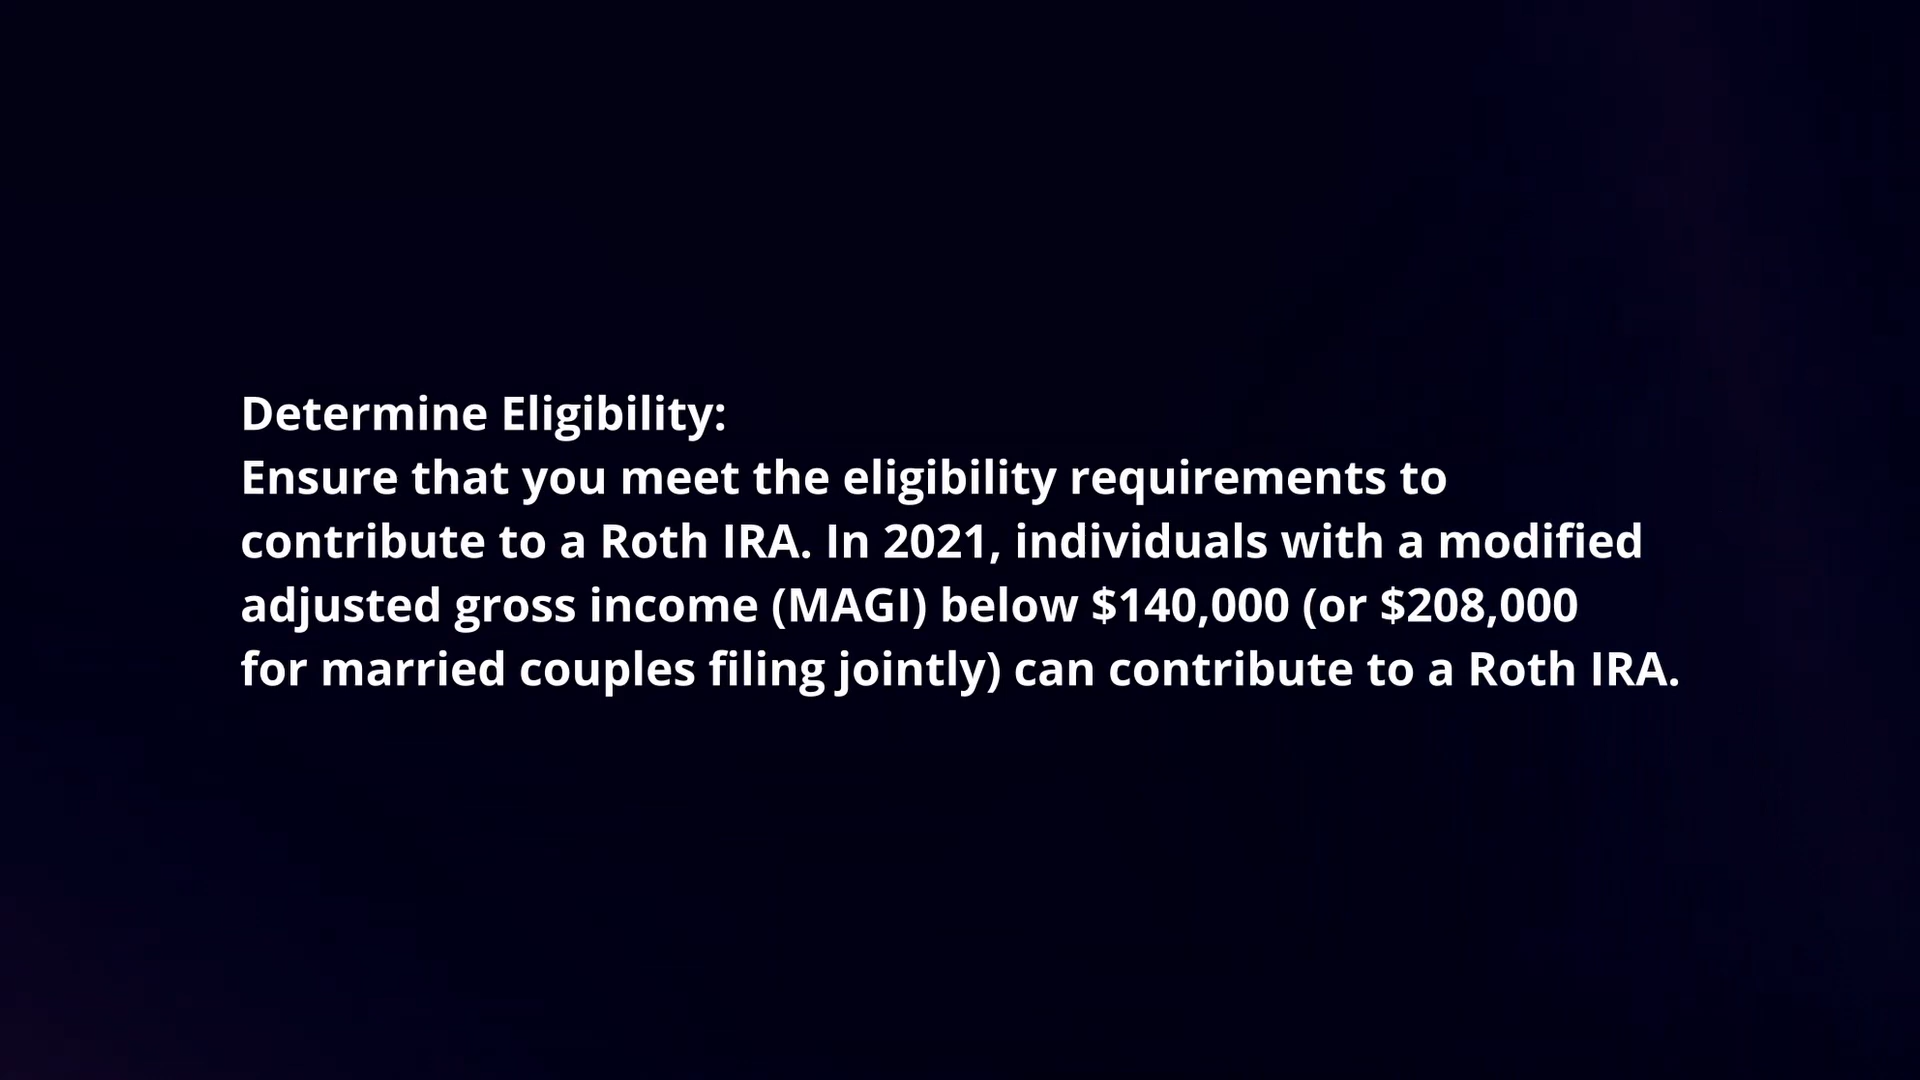 Determine Eligibility:
Ensure that you meet the eligibility requirements to
contribute to a Roth IRA. In 2021, individuals with a modified
adjusted gross income (MAGI) below $140,000 (or $208,000
for married couples filing jointly) can contribute to a Roth IRA.